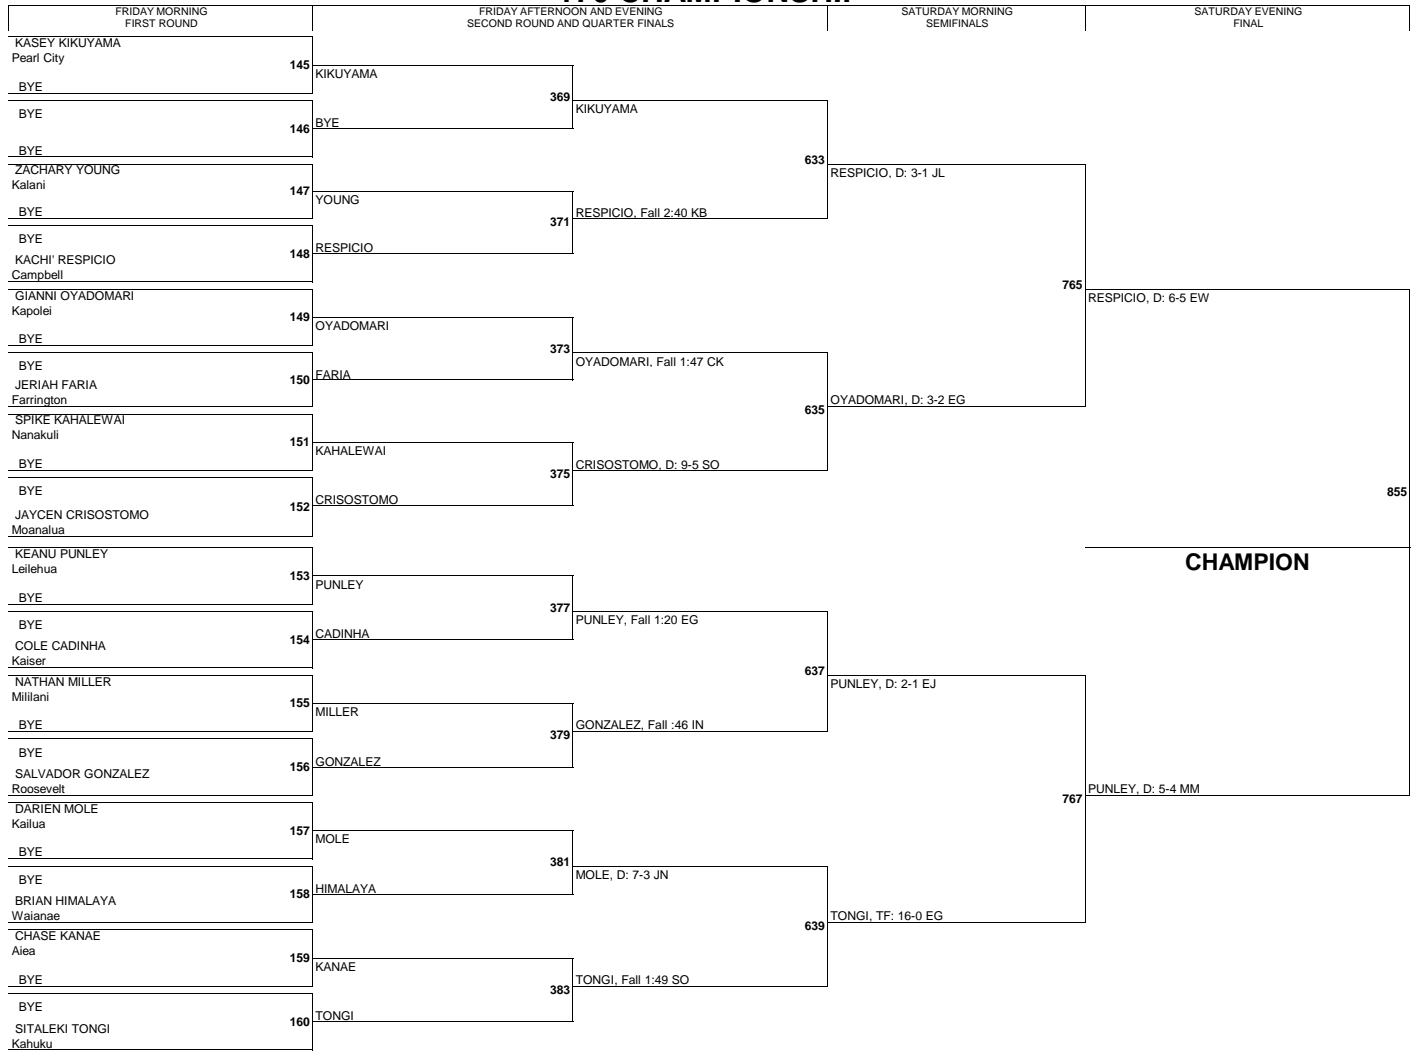 FRIDAY MORNING
FIRST ROUND
FRIDAY AFTERNOON AND EVENING
SECOND ROUND AND QUARTER FINALS
SATURDAY MORNING
SEMIFINALS
SATURDAY EVENING
FINAL
KASEY KIKUYAMA
Pearl City
145
BYE
BYE
146
BYE
ZACHARY YOUNG
Kalani
147
BYE
BYE
148
KACHI' RESPICIO
Campbell
GIANNI OYADOMARI
Kapolei
149
BYE
BYE
150
JERIAH FARIA
Farrington
SPIKE KAHALEWAI
Nanakuli
151
BYE
BYE
152
JAYCEN CRISOSTOMO
Moanalua
KEANU PUNLEY
Leilehua
153
BYE
BYE
154
COLE CADINHA
Kaiser
NATHAN MILLER
Mililani
155
BYE
BYE
156
SALVADOR GONZALEZ
Roosevelt
DARIEN MOLE
Kailua
157
BYE
BYE
158
BRIAN HIMALAYA
Waianae
CHASE KANAE
Aiea
159
BYE
BYE
160
SITALEKI TONGI
Kahuku
KIKUYAMA
369
BYE
YOUNG
371
RESPICIO
OYADOMARI
373
FARIA
KAHALEWAI
375
CRISOSTOMO
PUNLEY
377
CADINHA
MILLER
379
GONZALEZ
MOLE
381
HIMALAYA
KANAE
383
TONGI
KIKUYAMA
633
RESPICIO, Fall 2:40 KB
OYADOMARI, Fall 1:47 CK
635
CRISOSTOMO, D: 9-5 SO
PUNLEY, Fall 1:20 EG
637
GONZALEZ, Fall :46 IN
MOLE, D: 7-3 JN
639
TONGI, Fall 1:49 SO
RESPICIO, D: 3-1 JL
765
OYADOMARI, D: 3-2 EG
PUNLEY, D: 2-1 EJ
767
TONGI, TF: 16-0 EG
RESPICIO, D: 6-5 EW
855
CHAMPION
PUNLEY, D: 5-4 MM